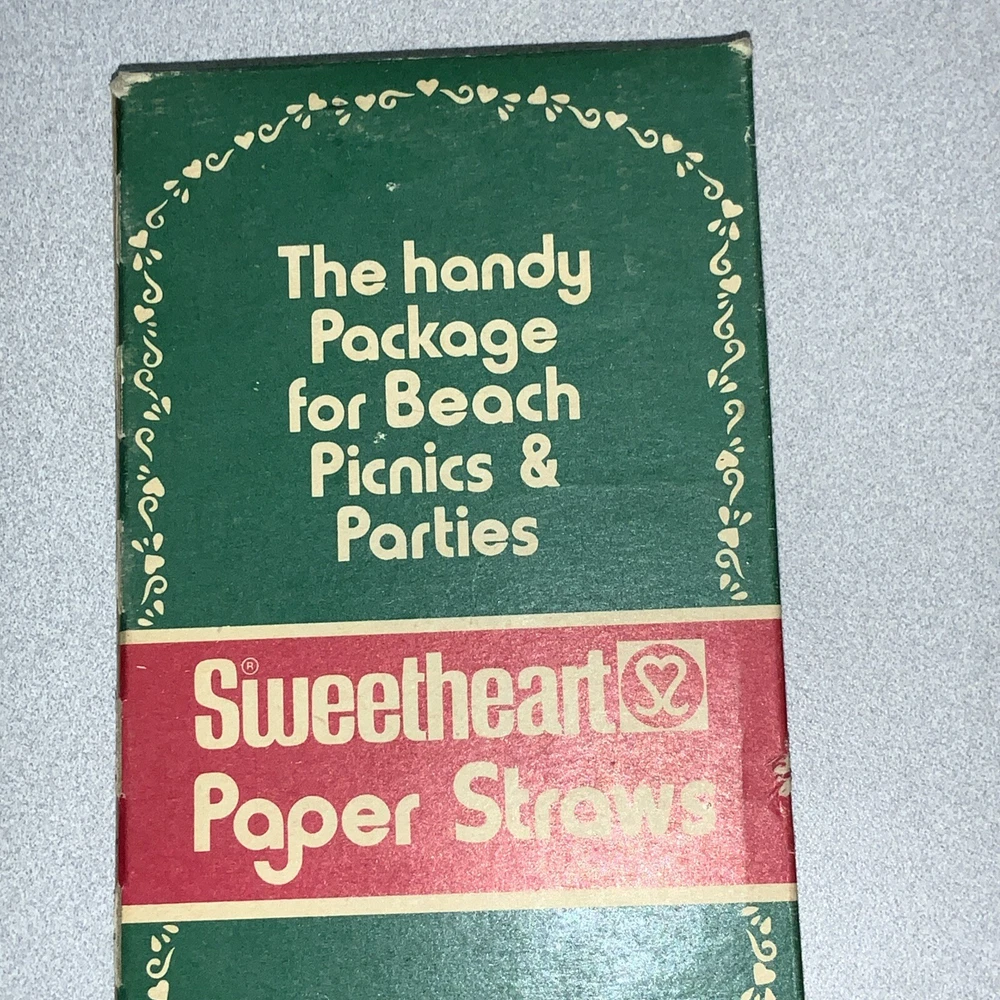 The handy
Package
for Beach
Picnics &
Parties
Sweetheart®
Paper Straws